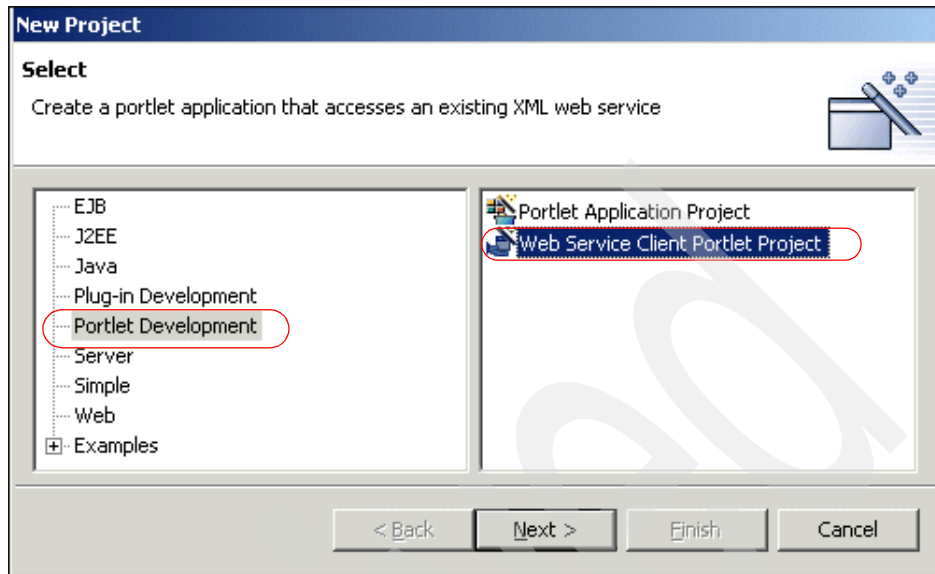 New Project
Select
Create a portlet application that accesses an existing XML web service
EJB
J2EE
Java
Plug-in Development
Portlet Development
Server
Simple
Web
Examples
Portlet Application Project
Web Service Client Portlet Project
< Back
Next >
Finish
Cancel